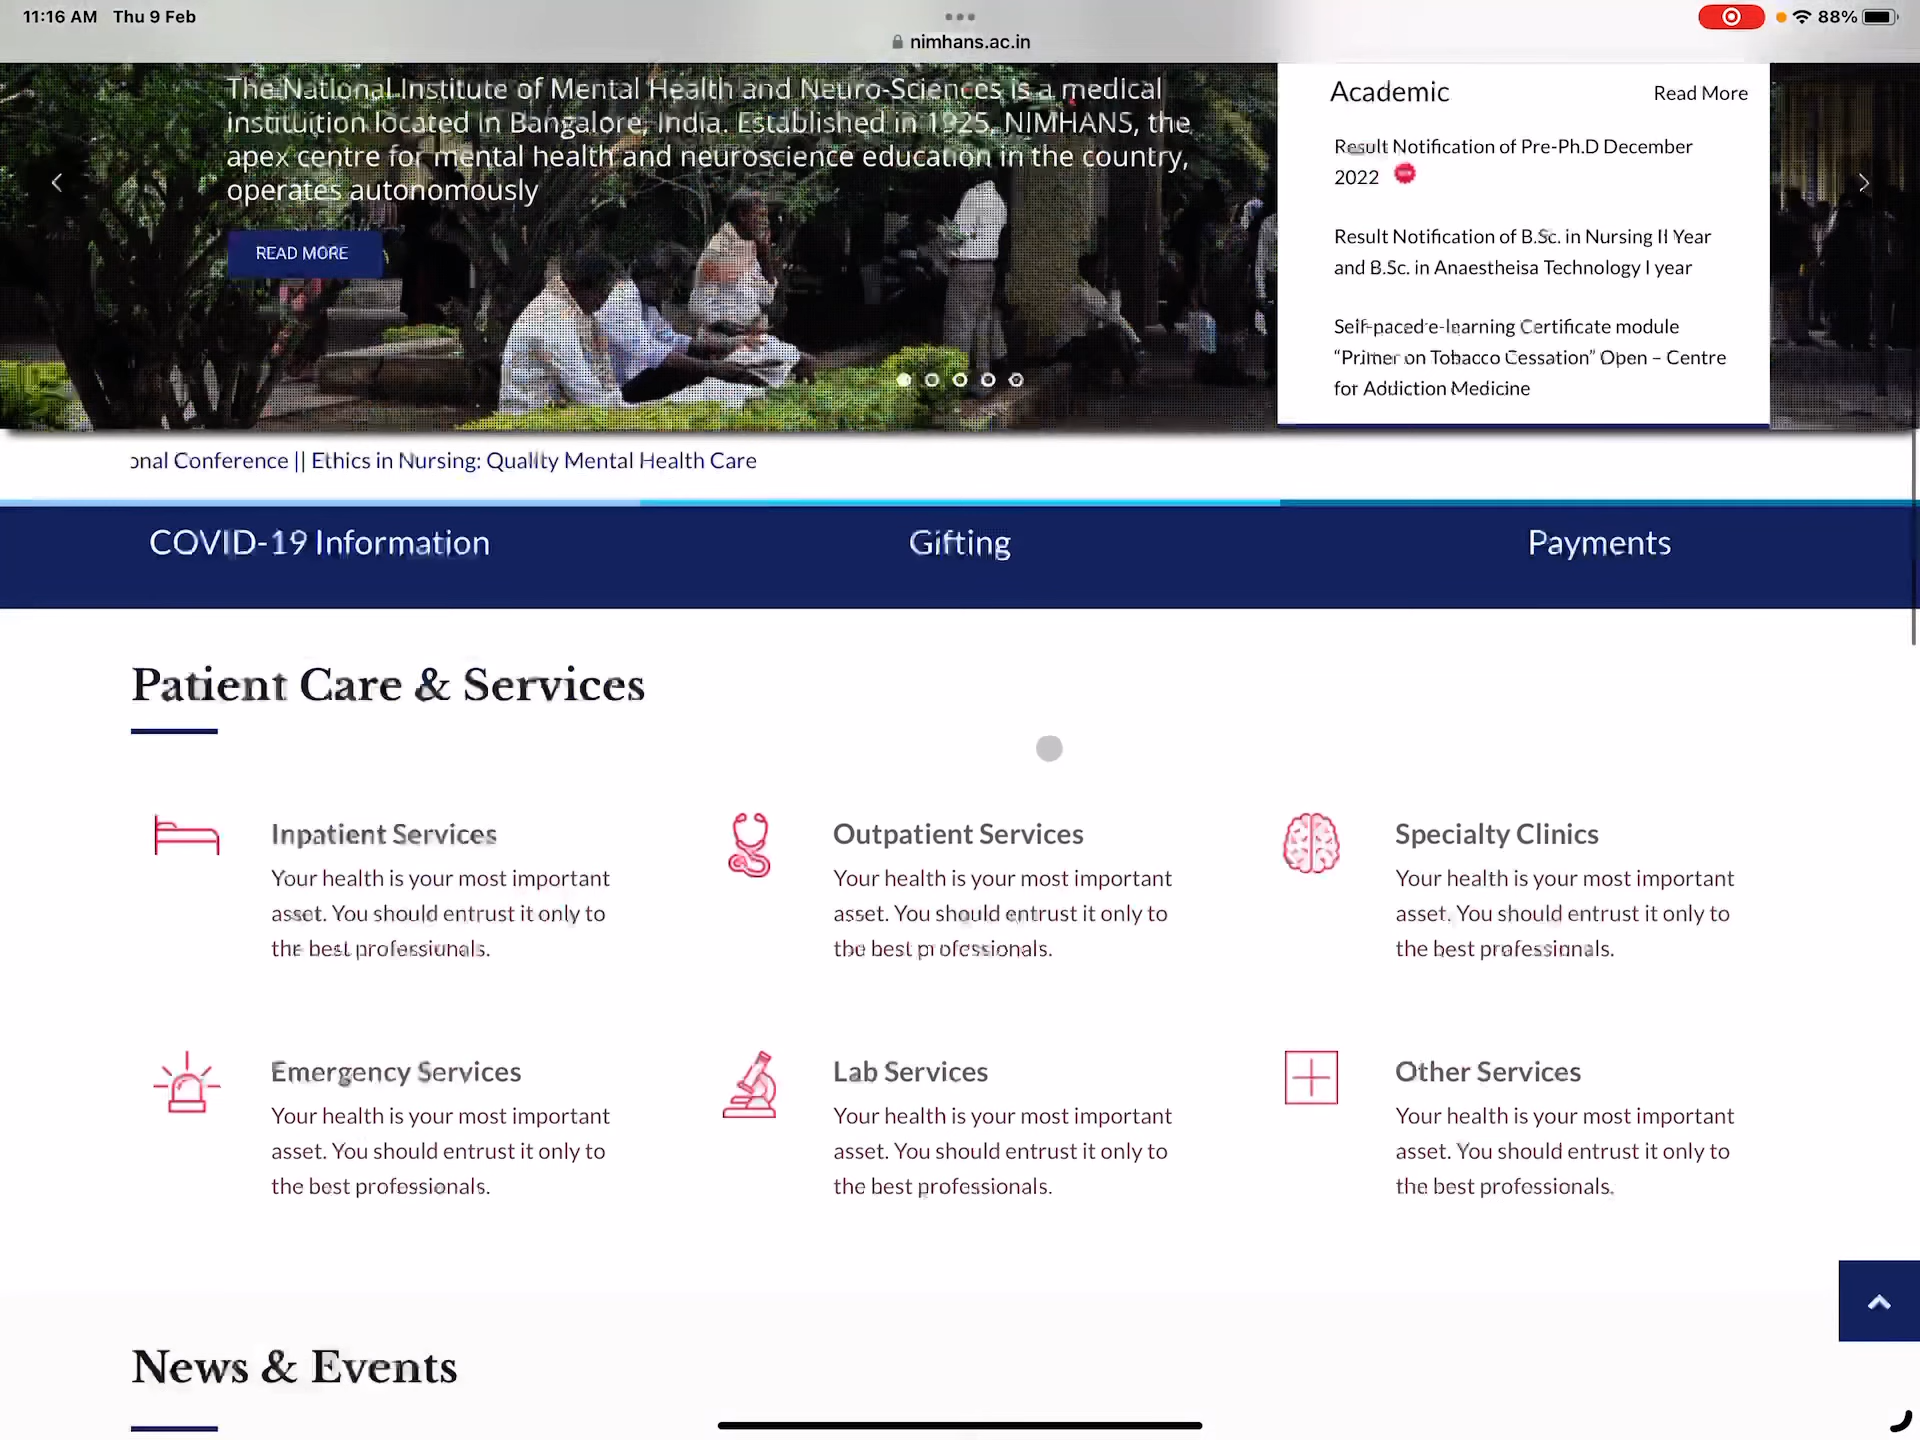 11:16 AM Thu 9 Feb
88%
nimhans.ac.in
The National Institute of Mental Health and Neuro-Sciences is a medical
instituition located in Bangalore, India. Established in 1925, NIMHANS, the
apex centre for mental health and neuroscience education in the country,
operates autonomously
READ MORE
Academic Read More
Result Notification of Pre-Ph.D December
2022
Result Notification of B.Sc. in Nursing II Year
and B.Sc. in Anaestheisa Technology I year
Self-paced e-learning Certificate module
“Primer on Tobacco Cessation” Open – Centre
for Addiction Medicine
onal Conference || Ethics in Nursing: Quality Mental Health Care
COVID-19 Information
Gifting
Payments
Patient Care & Services
Inpatient Services
Your health is your most important
asset. You should entrust it only to
the best professionals.
Outpatient Services
Your health is your most important
asset. You should entrust it only to
the best professionals.
Specialty Clinics
Your health is your most important
asset. You should entrust it only to
the best professionals.
Emergency Services
Your health is your most important
asset. You should entrust it only to
the best professionals.
Lab Services
Your health is your most important
asset. You should entrust it only to
the best professionals.
Other Services
Your health is your most important
asset. You should entrust it only to
the best professionals.
News & Events